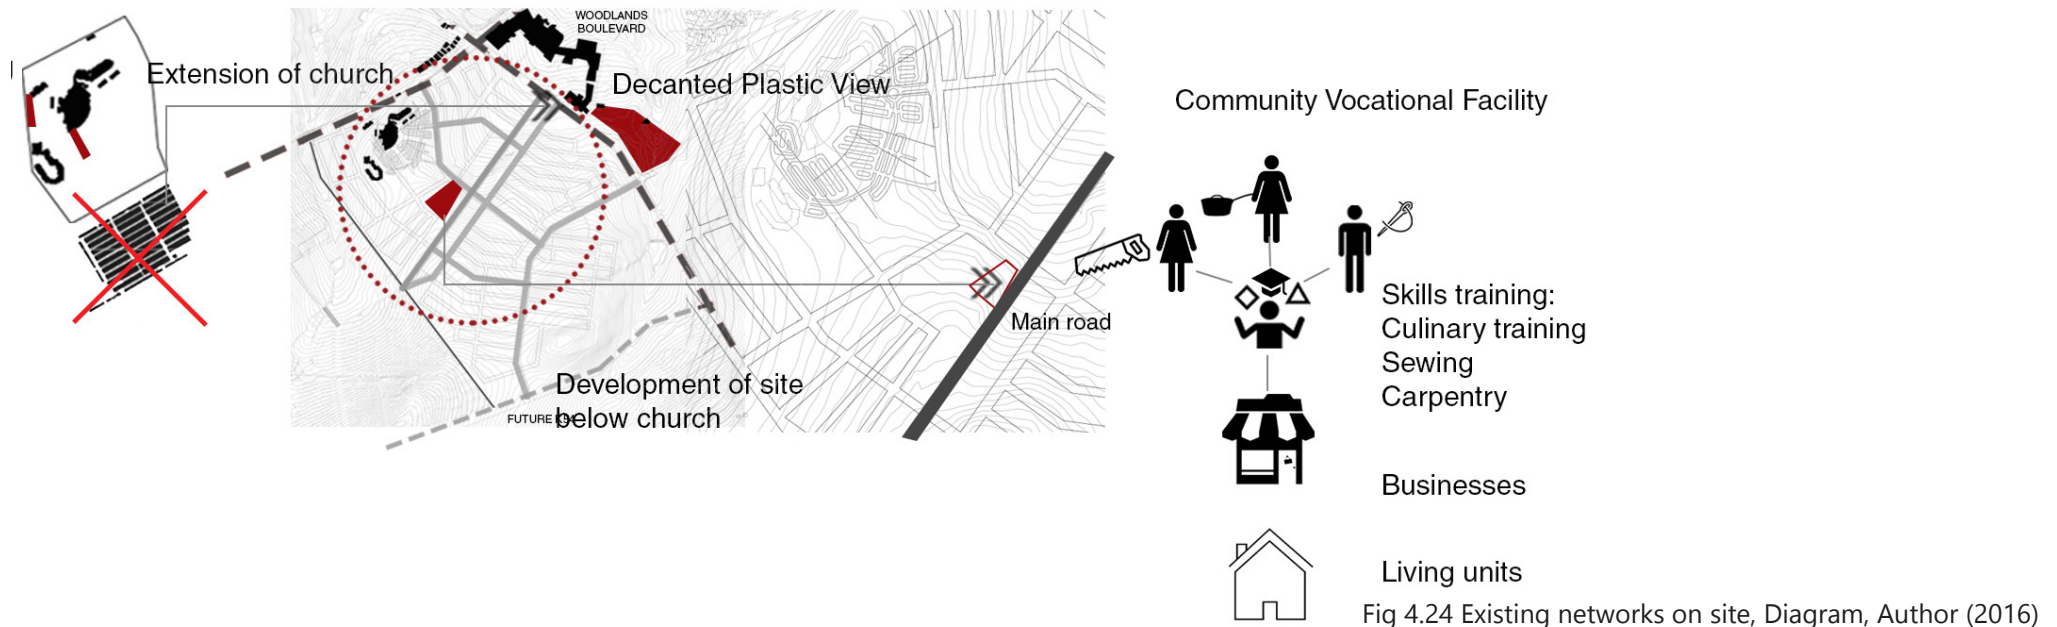 WOODLANDS
BOULEVARD
Extension of church
Decanted Plastic View
Community Vocational Facility
Main road
Skills training:
Culinary training
Sewing
Carpentry
Development of site
below church
FUTURE
Businesses
Living units
Fig 4.24 Existing networks on site, Diagram, Author (2016)